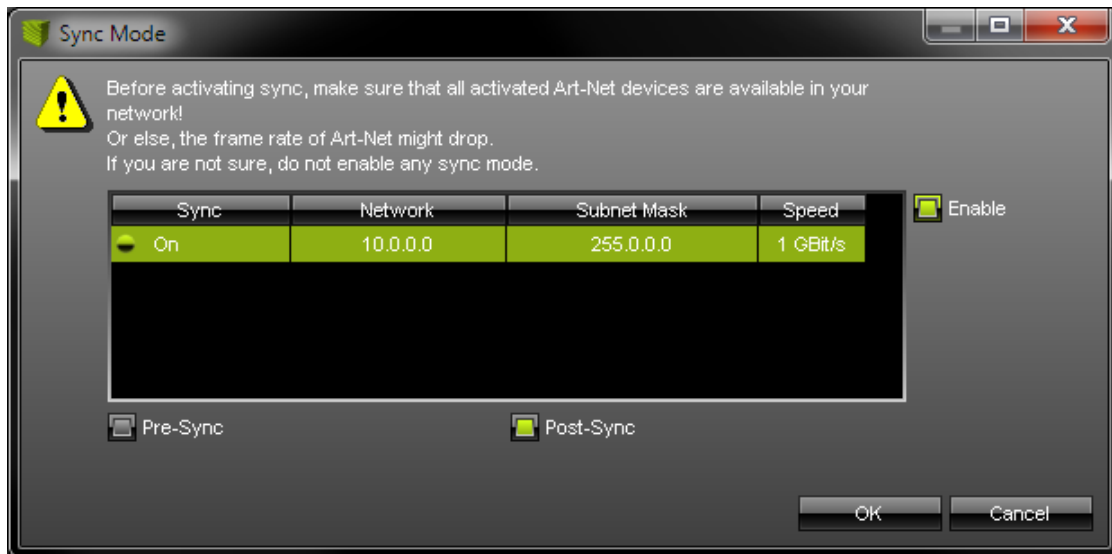 Sync Mode
Before activating sync, make sure that all activated Art-Net devices are available in your
network!
Or else, the frame rate of Art-Net might drop.
If you are not sure, do not enable any sync mode.
Sync Network Subnet Mask Speed Enable
On 10.0.0.0 255.0.0.0 1 GBit/s
Pre-Sync Post-Sync
OK Cancel